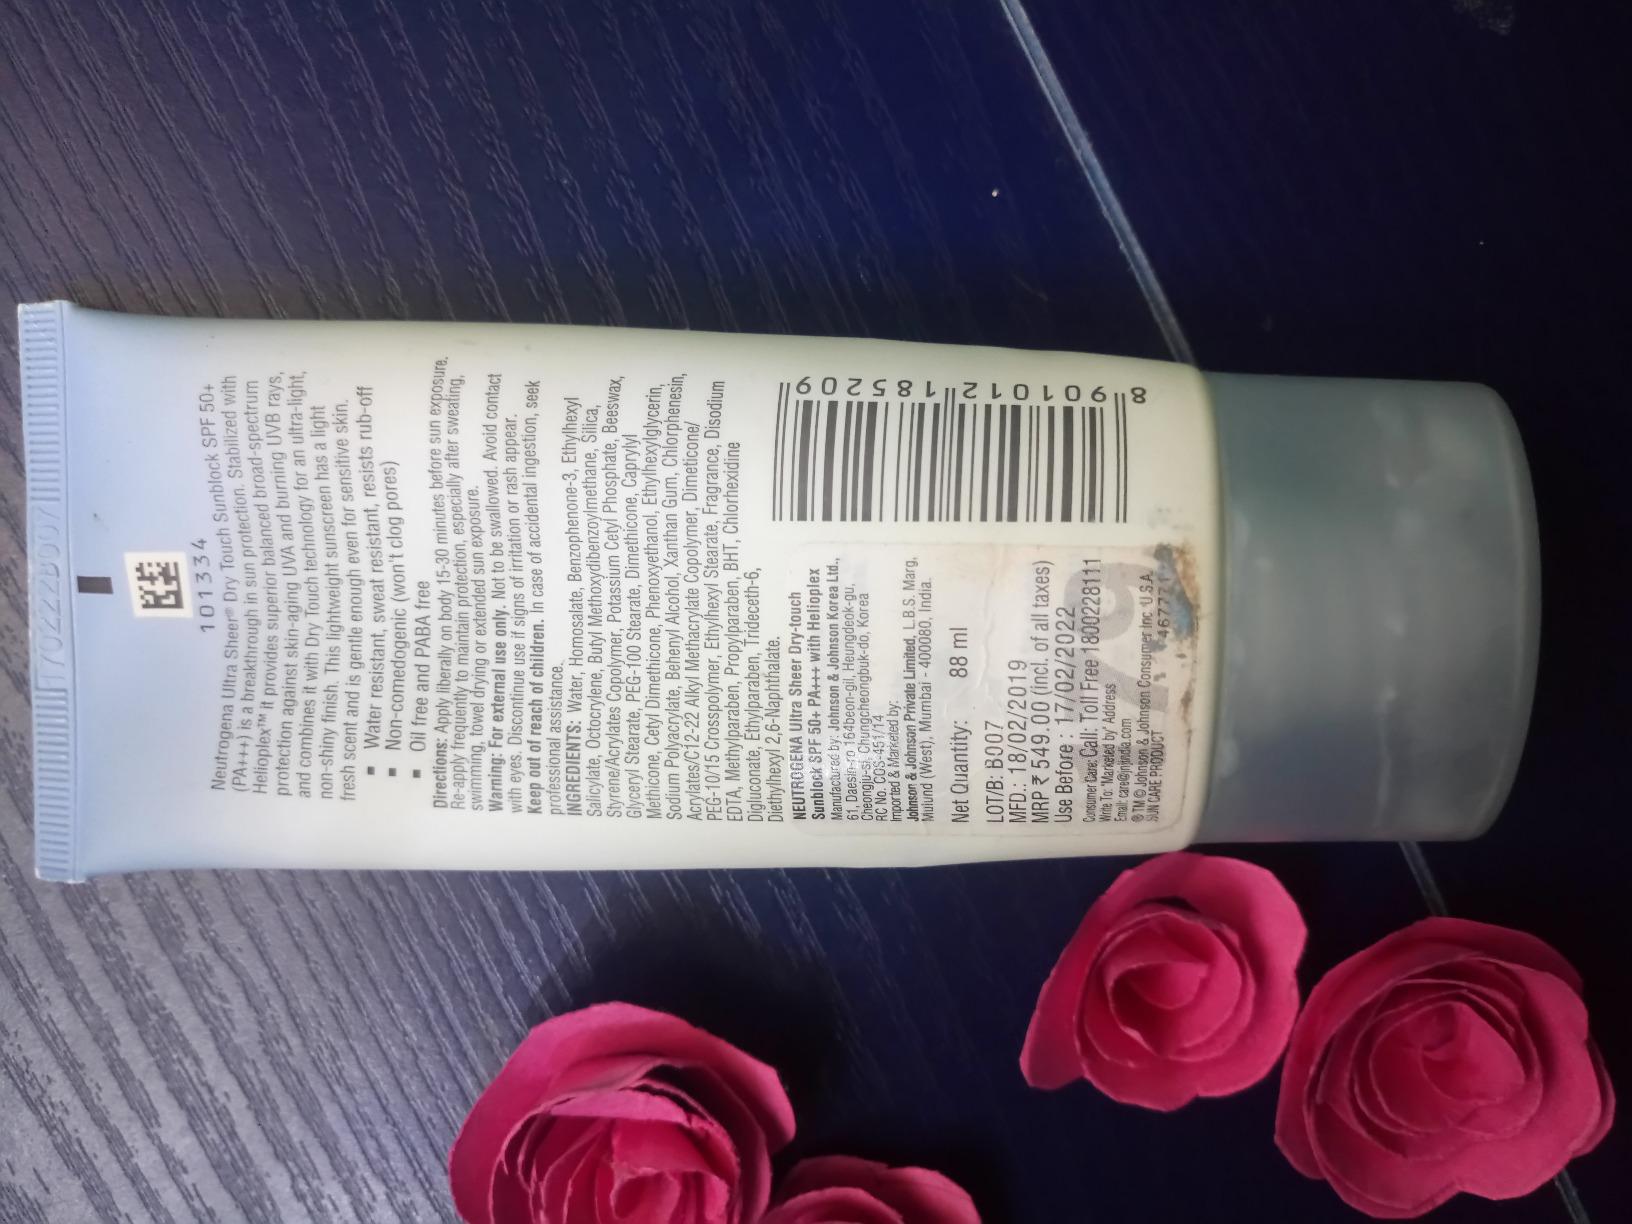 170222B007
101334
Neutrogena Ultra Sheer® Dry Touch Sunblock SPF 50+
(PA+++) is a breakthrough in sun protection. Stabilized with
Helioplex™ it provides superior balanced broad-spectrum
protection against skin-aging UVA and burning UVB rays,
and combines it with Dry Touch technology for an ultra-light,
non-shiny finish. This lightweight sunscreen has a light
fresh scent and is gentle enough even for sensitive skin.
▪ Water resistant, sweat resistant, resists rub-off
▪ Non-comedogenic (won't clog pores)
▪ Oil free and PABA free
Directions: Apply liberally on body 15-30 minutes before sun exposure.
Re-apply frequently to maintain protection, especially after sweating,
swimming, towel drying or extended sun exposure.
Warning: For external use only. Not to be swallowed. Avoid contact
with eyes. Discontinue use if signs of irritation or rash appear.
Keep out of reach of children. In case of accidental ingestion, seek
professional assistance.
INGREDIENTS: Water, Homosalate, Benzophenone-3, Ethylhexyl
Salicylate, Octocrylene, Butyl Methoxydibenzoylmethane, Silica,
Styrene/Acrylates Copolymer, Potassium Cetyl Phosphate, Beeswax,
Glyceryl Stearate, PEG-100 Stearate, Dimethicone, Caprylyl
Methicone, Cetyl Dimethicone, Phenoxyethanol, Ethylhexylglycerin,
Sodium Polyacrylate, Behenyl Alcohol, Xanthan Gum, Chlorphenesin,
Acrylates/C12-22 Alkyl Methacrylate Copolymer, Dimeticone/
PEG-10/15 Crosspolymer, Ethylhexyl Stearate, Fragrance, Disodium
EDTA, Methylparaben, Propylparaben, BHT, Chlorhexidine
Digluconate, Ethylparaben, Trideceth-6,
Diethylhexyl 2,6-Naphthalate.
NEUTROGENA Ultra Sheer Dry-touch
Sunblock SPF 50+ PA+++ with Helioplex
Manufactured by: Johnson & Johnson Korea Ltd.,
61, Daesin-ro 164beon-gil, Heungdeok-gu,
Cheongju-si, Chungcheongbuk-do, Korea
RC No. COS-451/14
Imported & Marketed by:
Johnson & Johnson Private Limited, L.B.S. Marg,
Mulund (West), Mumbai - 400080, India.
Net Quantity: 88 ml
LOT/B: B007
MFD.: 18/02/2019
MRP ₹ 549.00 (incl. of all taxes)
Use Before : 17/02/2022
Consumer Care: Call: Toll Free 18002228111
Write To: 'Marketed by' Address
Email: care@jnjindia.com
®TM © Johnson & Johnson Consumer Inc. U.S.A.
SUN CARE PRODUCT
8 901012 185209